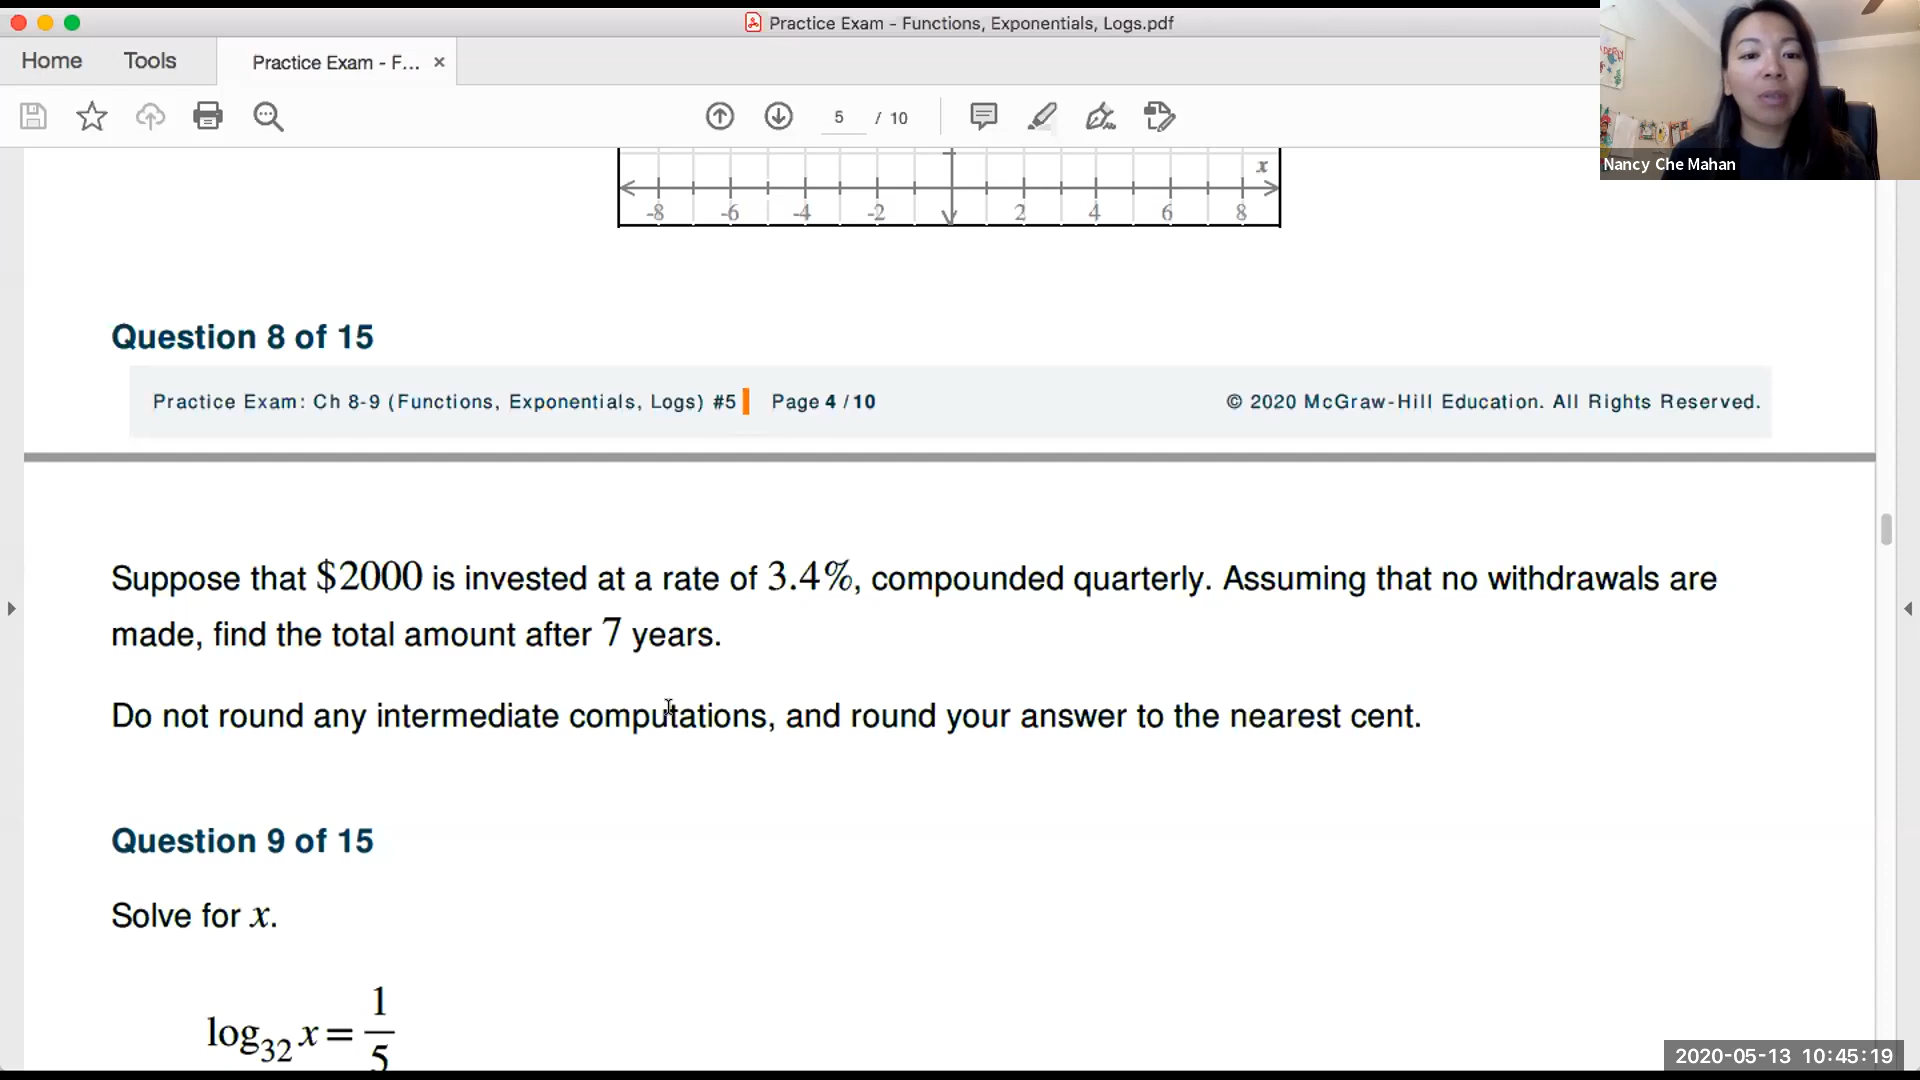 Practice Exam - Functions, Exponentials, Logs.pdf
Home Tools Practice Exam - F... ×
5 / 10
Nancy Che Mahan
x
-8 -6 -4 -2 2 4 6 8
Question 8 of 15
Practice Exam: Ch 8-9 (Functions, Exponentials, Logs) #5 Page 4 / 10 © 2020 McGraw-Hill Education. All Rights Reserved.
Suppose that $2000 is invested at a rate of 3.4%, compounded quarterly. Assuming that no withdrawals are
made, find the total amount after 7 years.
Do not round any intermediate computations, and round your answer to the nearest cent.
Question 9 of 15
Solve for x.
log₃₂ x = 1/5
2020-05-13 10:45:19